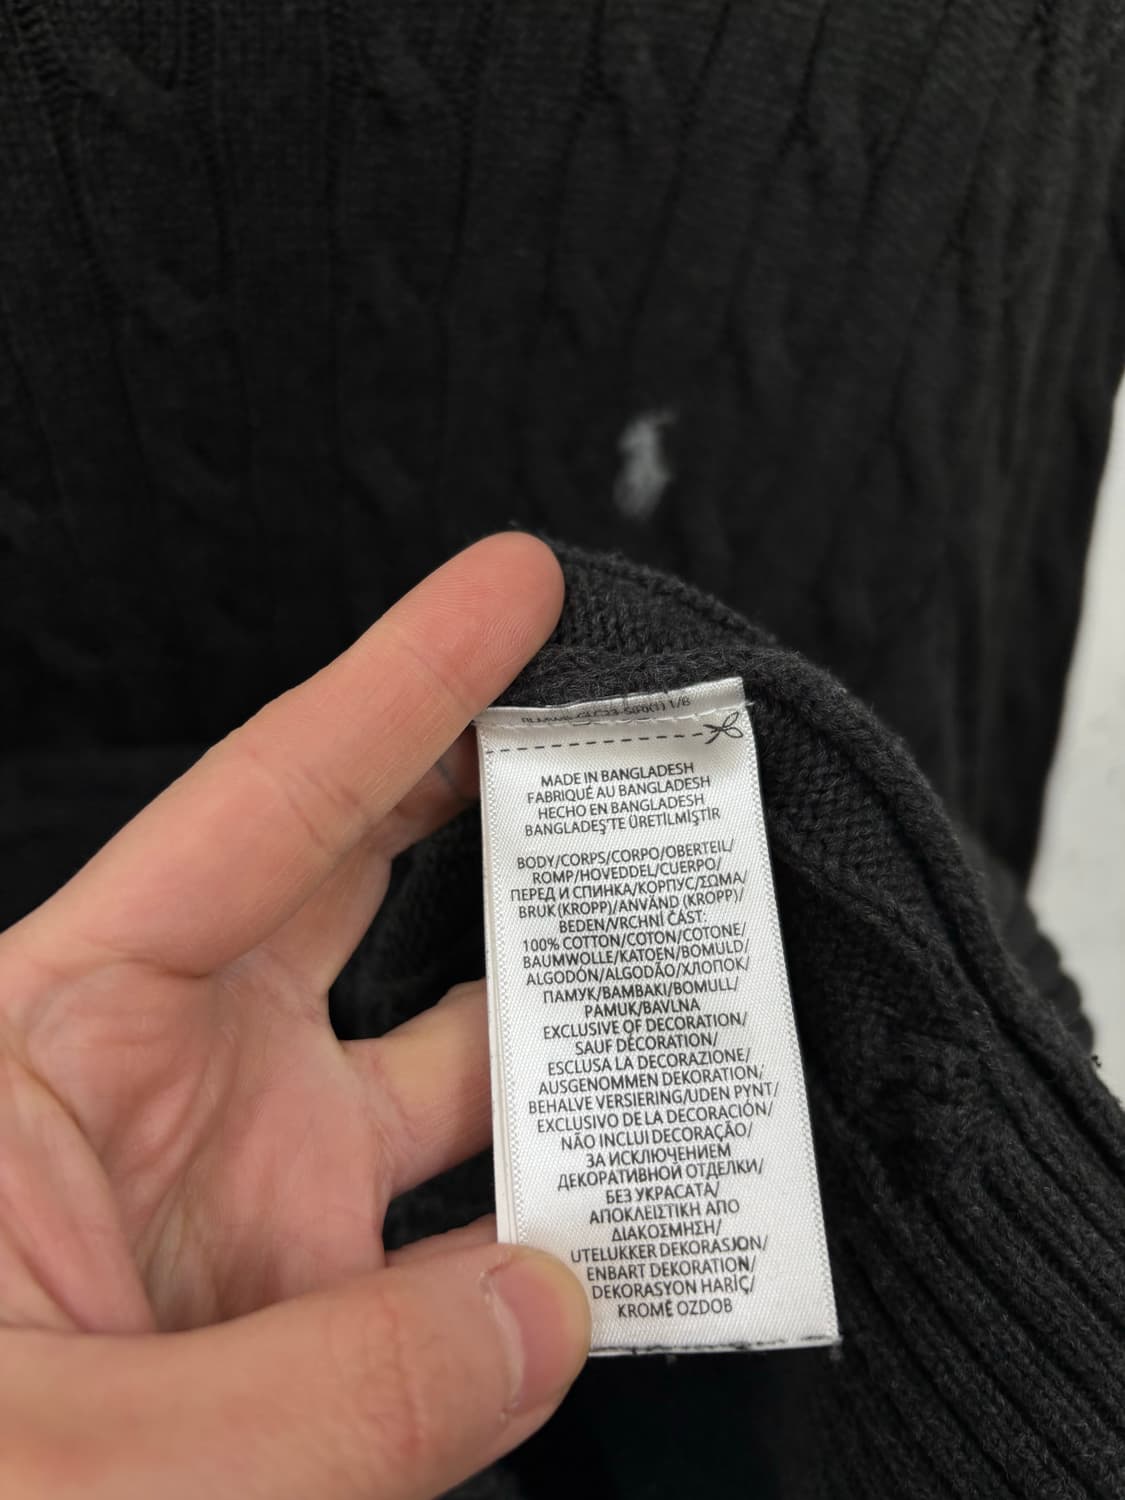 1/8
MADE IN BANGLADESH
FABRIQUÉ AU BANGLADESH
HECHO EN BANGLADESH
BANGLADEŞ'TE ÜRETİLMİŞTİR
BODY/CORPS/CORPO/OBERTEIL/
ROMP/HOVEDDEL/CUERPO/
ПЕРЕД И СПИНКА/КОРПУС/ΣΩΜΑ/
BRUK (KROPP)/ANVÄND (KROPP)/
BEDEN/VRCHNÍ ČÁST:
100% COTTON/COTON/COTONE/
BAUMWOLLE/KATOEN/BOMULD/
ALGODÓN/ALGODÃO/ХЛОПОК/
ПАМУК/ΒΑΜΒΑΚΙ/BOMULL/
PAMUK/BAVLNA
EXCLUSIVE OF DECORATION/
SAUF DÉCORATION/
ESCLUSA LA DECORAZIONE/
AUSGENOMMEN DEKORATION/
BEHALVE VERSIERING/UDEN PYNT/
EXCLUSIVO DE LA DECORACIÓN/
NÃO INCLUI DECORAÇÃO/
ЗА ИСКЛЮЧЕНИЕМ
ДЕКОРАТИВНОЙ ОТДЕЛКИ/
БЕЗ УКРАСАТА/
ΑΠΟΚΛΕΙΣΤΙΚΗ ΑΠΟ
ΔΙΑΚΟΣΜΗΣΗ/
UTELUKKER DEKORASJON/
ENBART DEKORATION/
DEKORASYON HARİÇ/
KROMĚ OZDOB